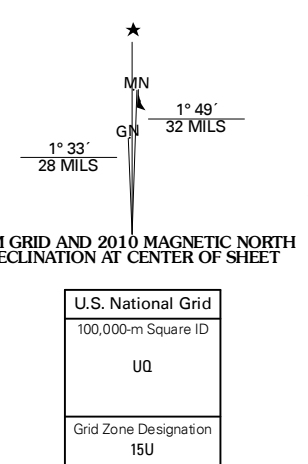 MN
1° 49´
32 MILS
GN
1° 33´
28 MILS
GRID AND 2010 MAGNETIC NORTH
AT CENTER OF SHEET
U.S. National Grid
100,000-m Square ID
UQ
Grid Zone Designation
15U